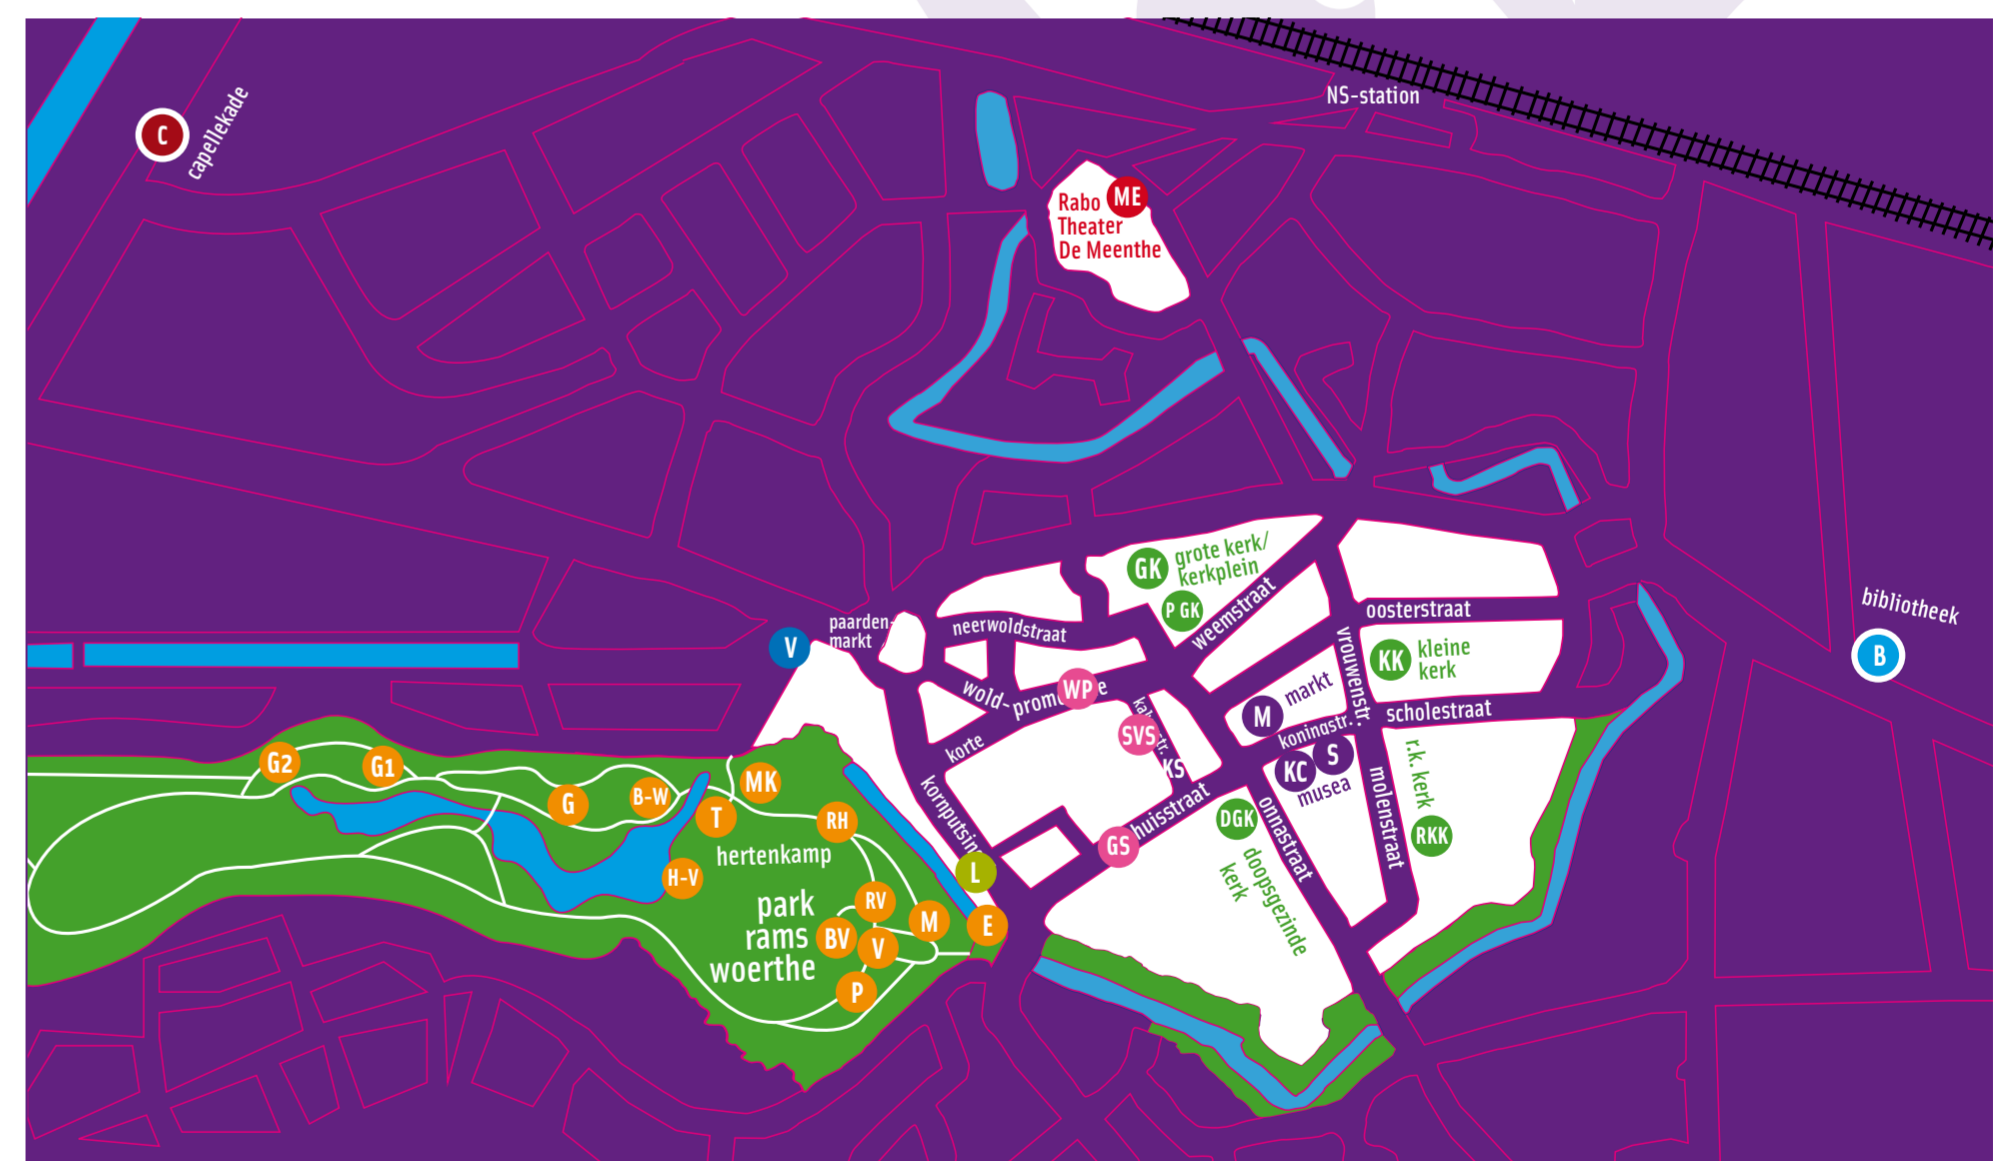 NS-station
C
capellekade
ME
Rabo
Theater
De Meenthe
GK
grote kerk/
kerkplein
P GK
weemstraat
oosterstraat
bibliotheek
B
paarden-
markt
V
neerwoldstraat
vrouwenstr.
KK
kleine
kerk
WP
wold-
korte
markt
M
scholestraat
koningstr.
SVS
KS
S
KC
musea
r.k. kerk
RKK
molenstraat
onnastraat
DGK
doopsgezinde
kerk
GS
huisstraat
L
E
G2
G1
G
B-W
MK
T
RH
hertenkamp
H-V
park
rams
woerthe
RV
M
BV
V
P